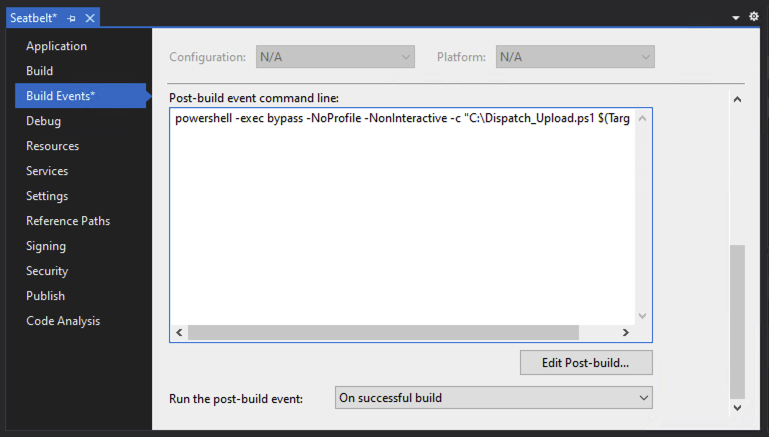 Seatbelt*
Application
Build
Build Events*
Debug
Resources
Services
Settings
Reference Paths
Signing
Security
Publish
Code Analysis
Configuration: N/A Platform: N/A
Post-build event command line:
powershell -exec bypass -NoProfile -NonInteractive -c "C:\Dispatch_Upload.ps1 $(Targ
Edit Post-build...
Run the post-build event: On successful build